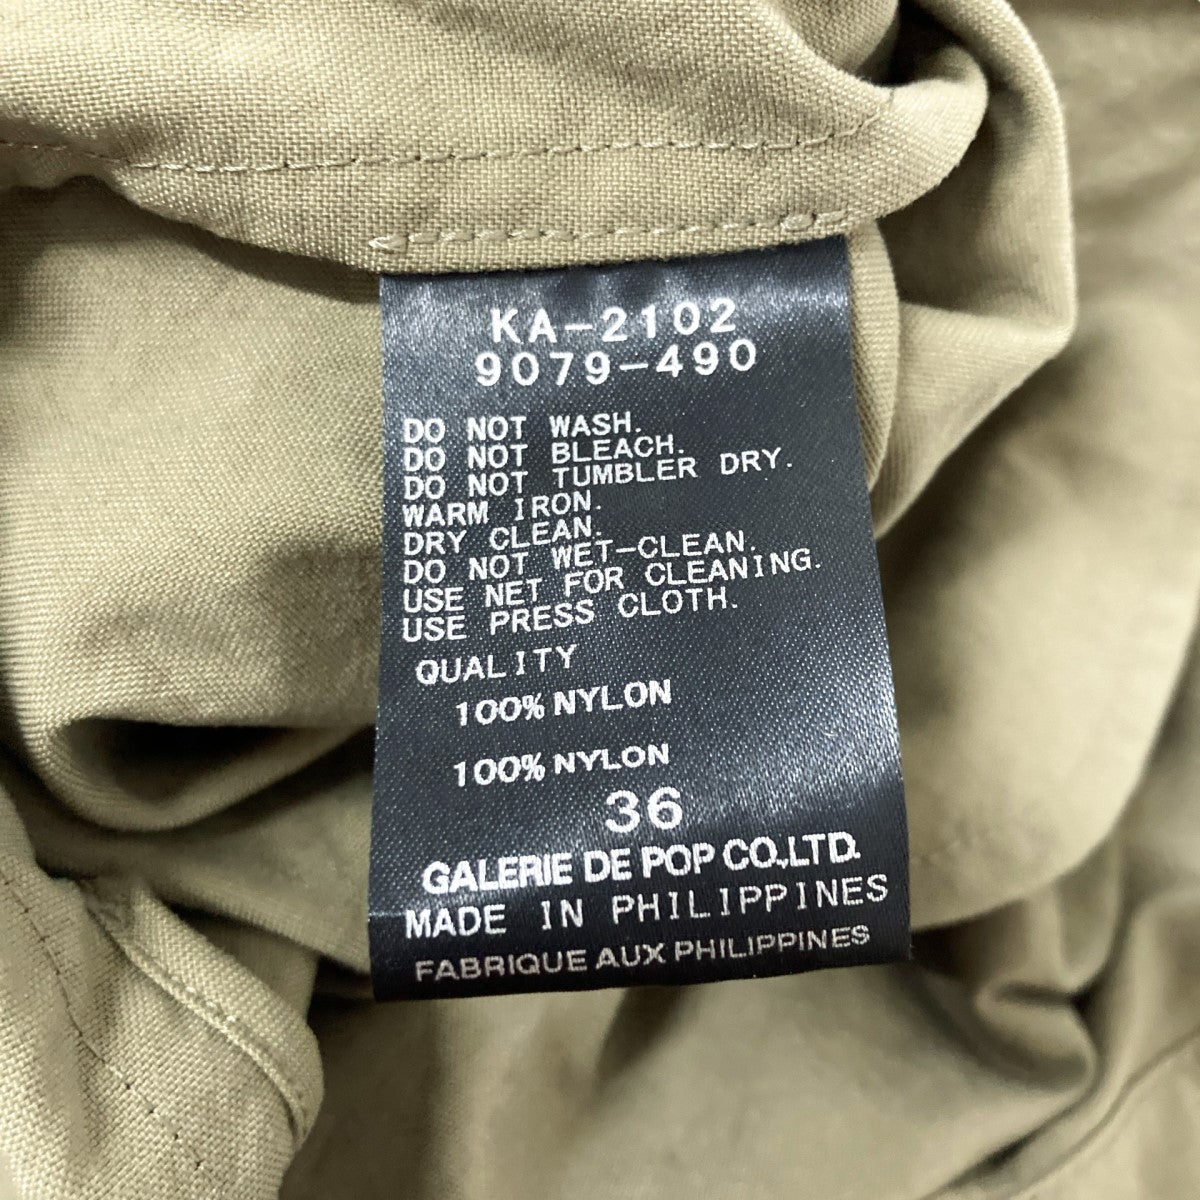 KA-2102
9079-490
DO NOT WASH.
DO NOT BLEACH.
DO NOT TUMBLER DRY.
WARM IRON.
DRY CLEAN.
DO NOT WET-CLEAN.
USE NET FOR CLEANING.
USE PRESS CLOTH.
QUALITY
100% NYLON
100% NYLON
36
GALERIE DE POP CO.,LTD.
MADE IN PHILIPPINES
FABRIQUE AUX PHILIPPINES